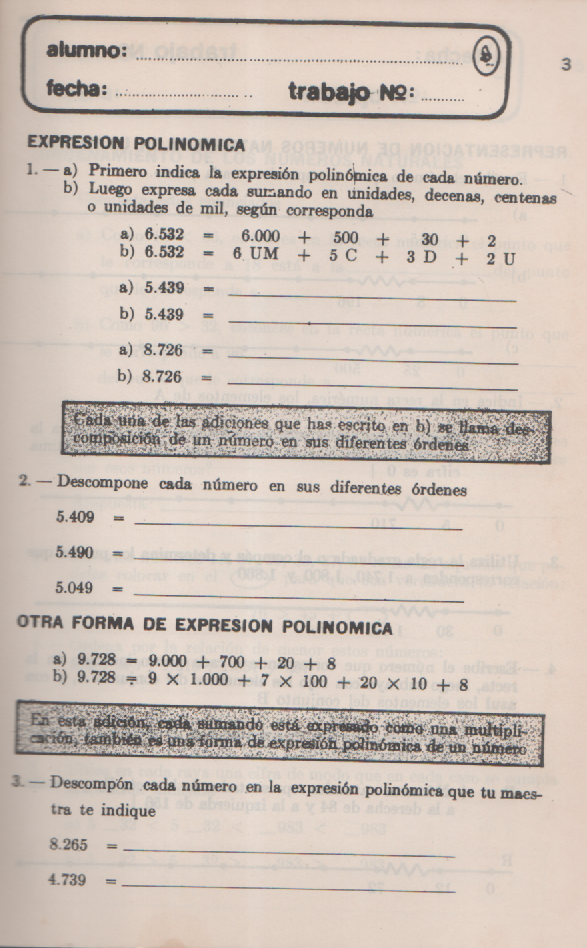 alumno:
3
fecha: trabajo Nº:
EXPRESION POLINOMICA
1. — a) Primero indica la expresión polinómica de cada número.
b) Luego expresa cada sumando en unidades, decenas, centenas
o unidades de mil, según corresponda
a) 6.532 = 6.000 + 500 + 30 + 2
b) 6.532 = 6 UM + 5 C + 3 D + 2 U
a) 5.439 =
b) 5.439 =
a) 8.726 =
b) 8.726 =
Cada una de las adiciones que has escrito en b) se llama des-
composición de un número en sus diferentes órdenes
2. — Descompone cada número en sus diferentes órdenes
5.409 =
5.490 =
5.049 =
OTRA FORMA DE EXPRESION POLINOMICA
a) 9.728 = 9.000 + 700 + 20 + 8
b) 9.728 = 9 × 1.000 + 7 × 100 + 20 × 10 + 8
En esta adición, cada sumando está expresado como una multipli-
cación, también es una forma de expresión polinómica de un número
3. — Descompón cada número en la expresión polinómica que tu maes-
tra te indique
8.265 =
4.739 =